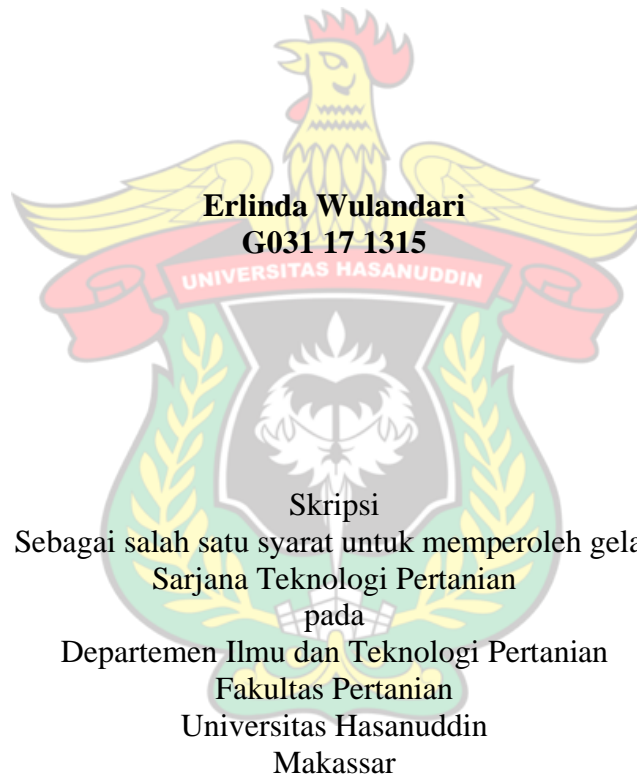 Erlinda Wulandari
G031 17 1315
UNIVERSITAS HASANUDDIN
Skripsi
Sebagai salah satu syarat untuk memperoleh gela
Sarjana Teknologi Pertanian
pada
Departemen Ilmu dan Teknologi Pertanian
Fakultas Pertanian
Universitas Hasanuddin
Makassar